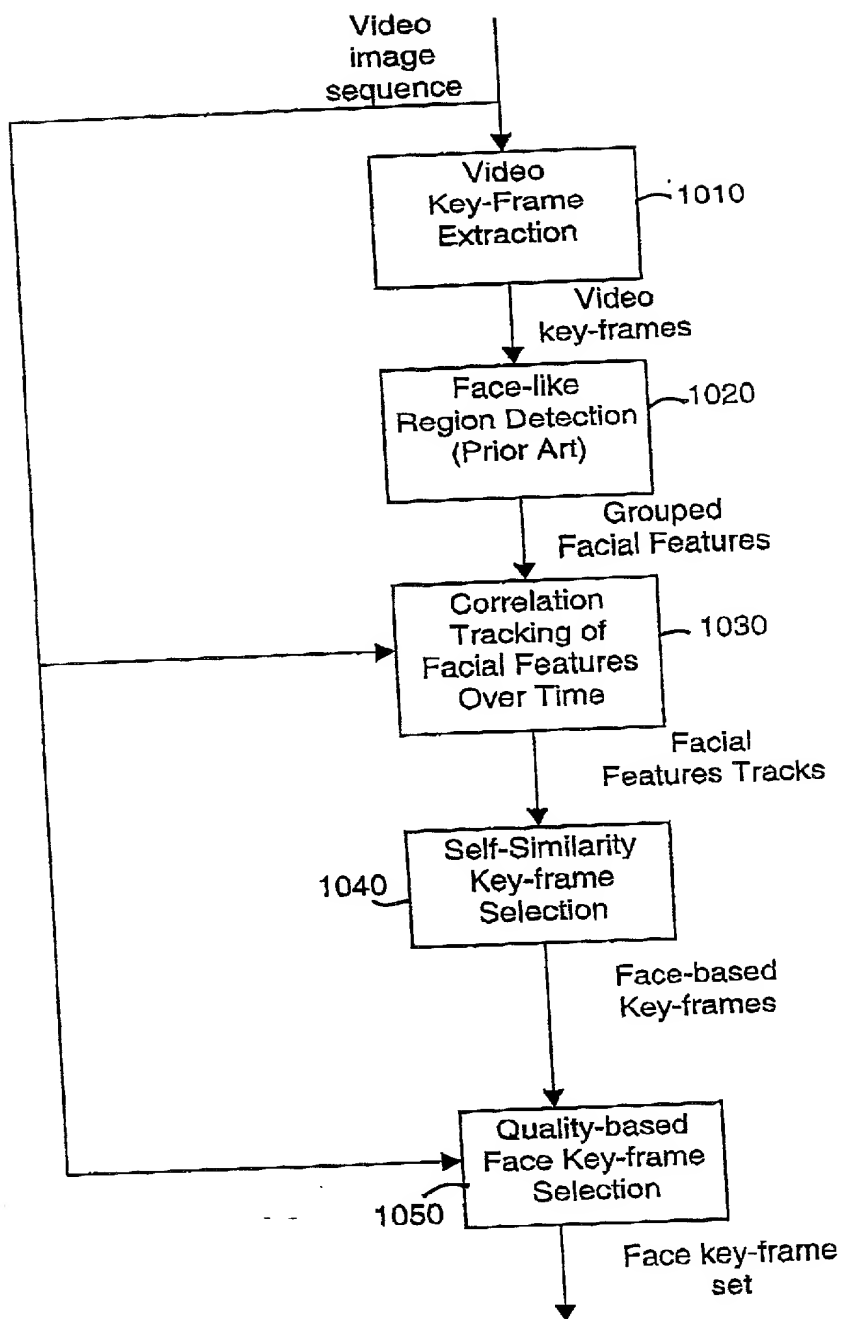 Video
image
sequence
Video
Key-Frame
Extraction
1010
Video
key-frames
Face-like
Region Detection
(Prior Art)
1020
Grouped
Facial Features
Correlation
Tracking of
Facial Features
Over Time
1030
Facial
Features Tracks
Self-Similarity
Key-frame
Selection
1040
Face-based
Key-frames
Quality-based
Face Key-frame
Selection
1050
Face key-frame
set